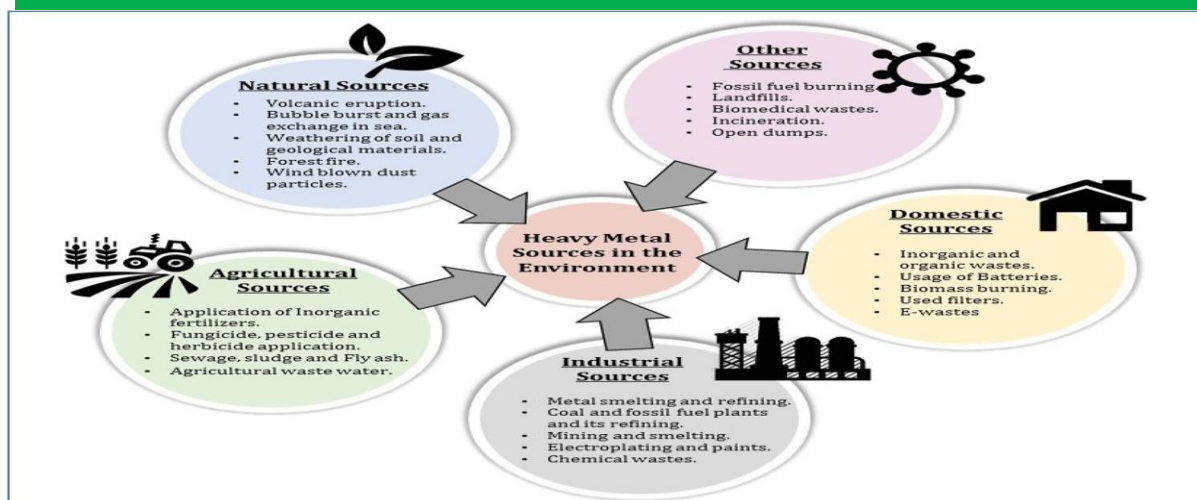 Natural Sources
• Volcanic eruption.
• Bubble burst and gas
exchange in sea.
• Weathering of soil and
geological materials.
• Forest fire.
• Wind blown dust
particles.
Other
Sources
• Fossil fuel burning.
• Landfills.
• Biomedical wastes.
• Incineration.
• Open dumps.
Heavy Metal
Sources in the
Environment
Domestic
Sources
• Inorganic and
organic wastes.
• Usage of Batteries.
• Biomass burning.
• Used filters.
• E-wastes
Agricultural
Sources
• Application of Inorganic
fertilizers.
• Fungicide, pesticide and
herbicide application.
• Sewage, sludge and Fly ash.
• Agricultural waste water.
Industrial
Sources
• Metal smelting and refining.
• Coal and fossil fuel plants
and its refining.
• Mining and smelting.
• Electroplating and paints.
• Chemical wastes.